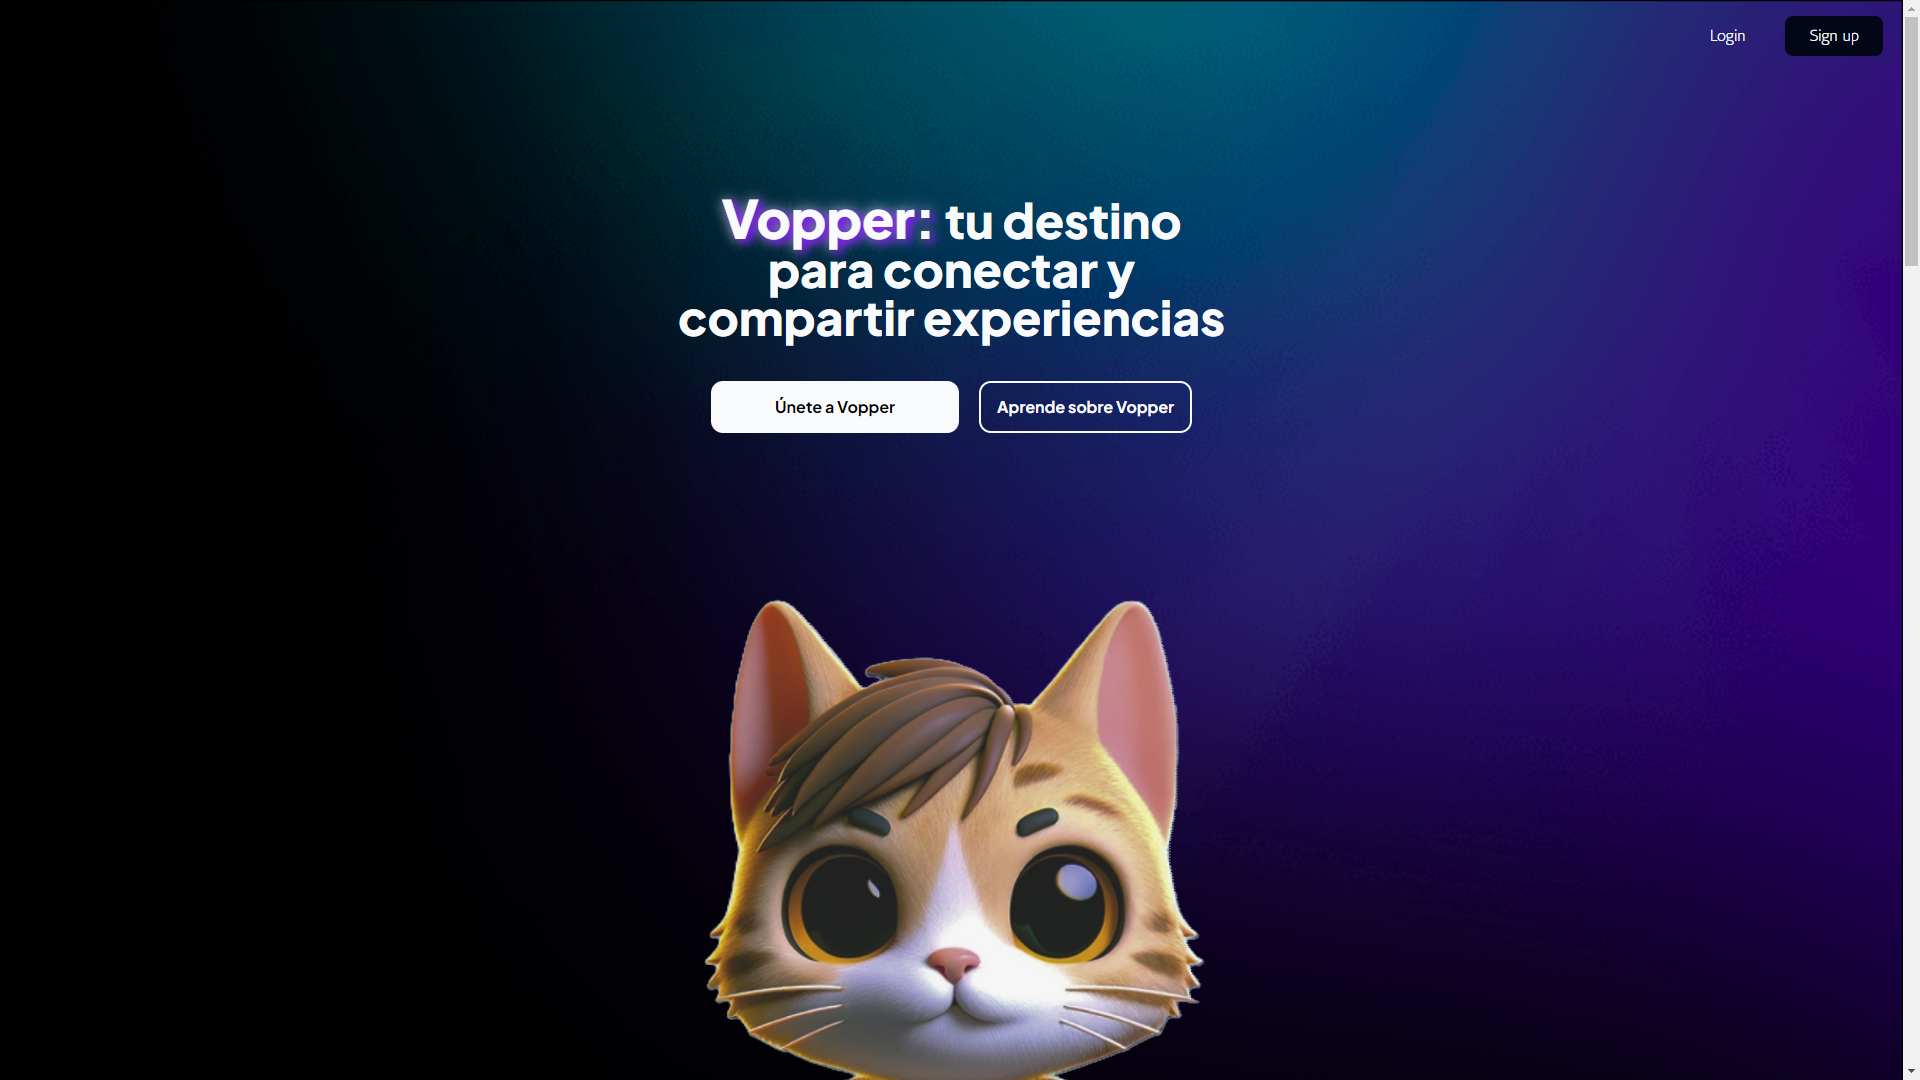 Login
Sign up
Vopper: tu destino
para conectar y
compartir experiencias
Únete a Vopper
Aprende sobre Vopper